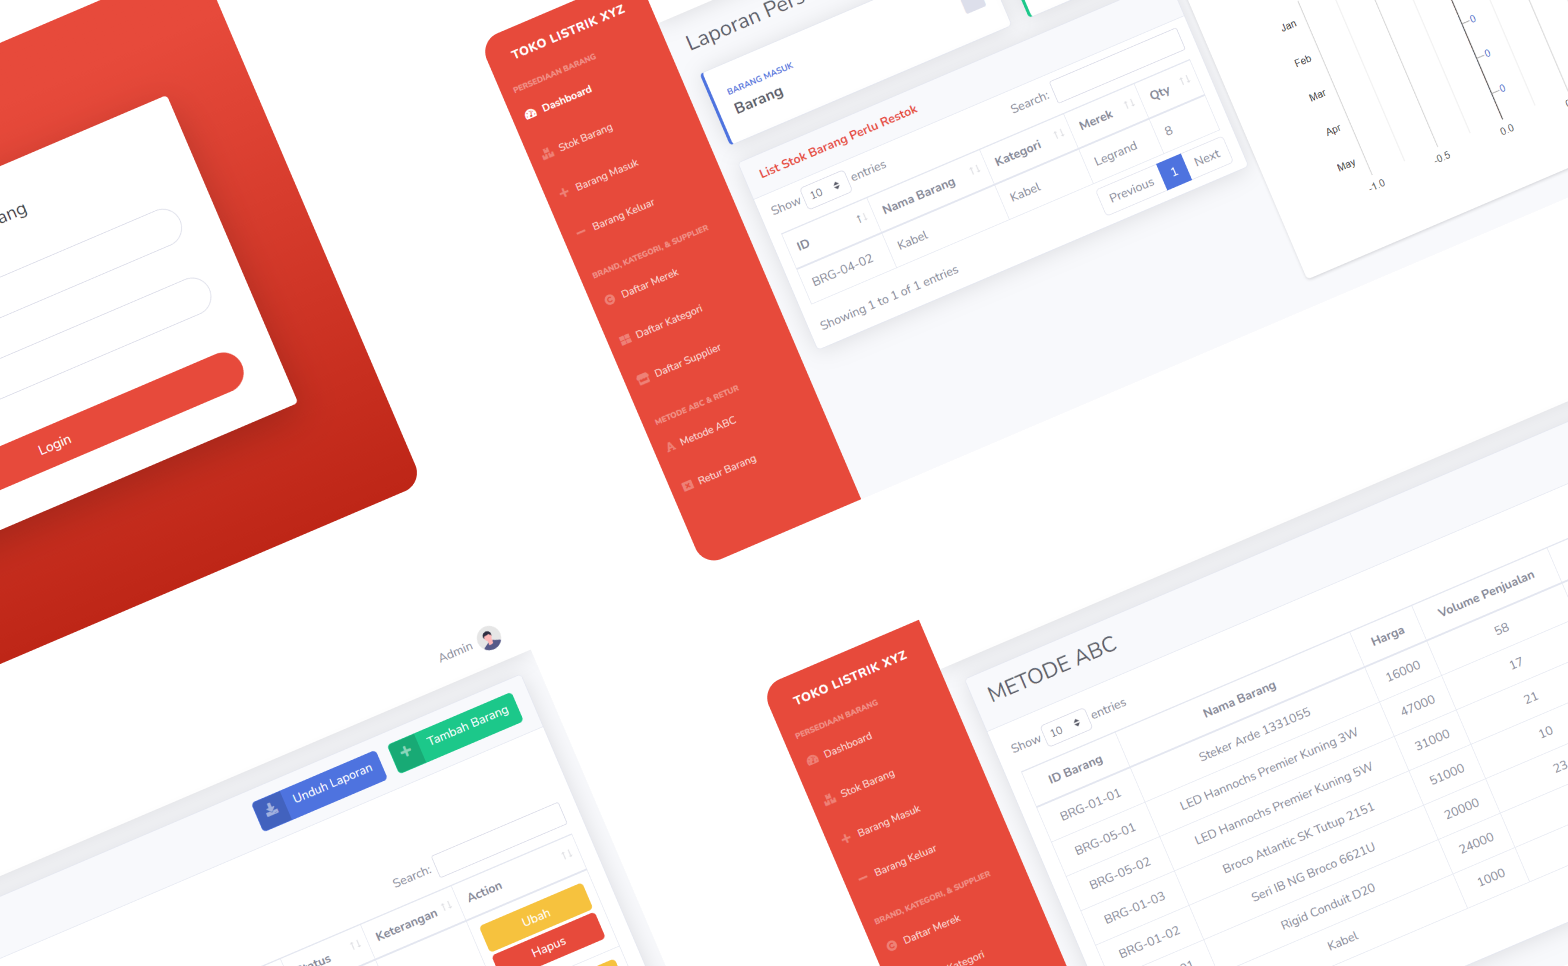 ang
Login
TOKO LISTRIK XYZ
PERSEDIAAN BARANG
Dashboard
Stok Barang
Barang Masuk
Barang Keluar
BRAND, KATEGORI, & SUPPLIER
Daftar Merek
Daftar Kategori
Daftar Supplier
METODE ABC & RETUR
Metode ABC
Retur Barang
Laporan Pers
BARANG MASUK
Barang
List Stok Barang Perlu Restok
Show 10 entries
Search:
ID Nama Barang Kategori Merek Qty
BRG-04-02 Kabel Kabel Legrand 8
Showing 1 to 1 of 1 entries
Previous 1 Next
Jan
Feb
Mar
Apr
May
0
0
0
-1.0 -0.5 0.0
Admin
Unduh Laporan
Tambah Barang
Search:
tatus Keterangan Action
Ubah
Hapus
TOKO LISTRIK XYZ
PERSEDIAAN BARANG
Dashboard
Stok Barang
Barang Masuk
Barang Keluar
BRAND, KATEGORI, & SUPPLIER
Daftar Merek
Kategori
METODE ABC
Show 10 entries
ID Barang Nama Barang Harga Volume Penjualan
BRG-01-01 Steker Arde 1331055 16000 58
BRG-05-01 LED Hannochs Premier Kuning 3W 47000 17
BRG-05-02 LED Hannochs Premier Kuning 5W 31000 21
BRG-01-03 Broco Atlantic SK Tutup 2151 51000 10
BRG-01-02 Seri IB NG Broco 6621U 20000 23
Rigid Conduit D20 24000
Kabel 1000